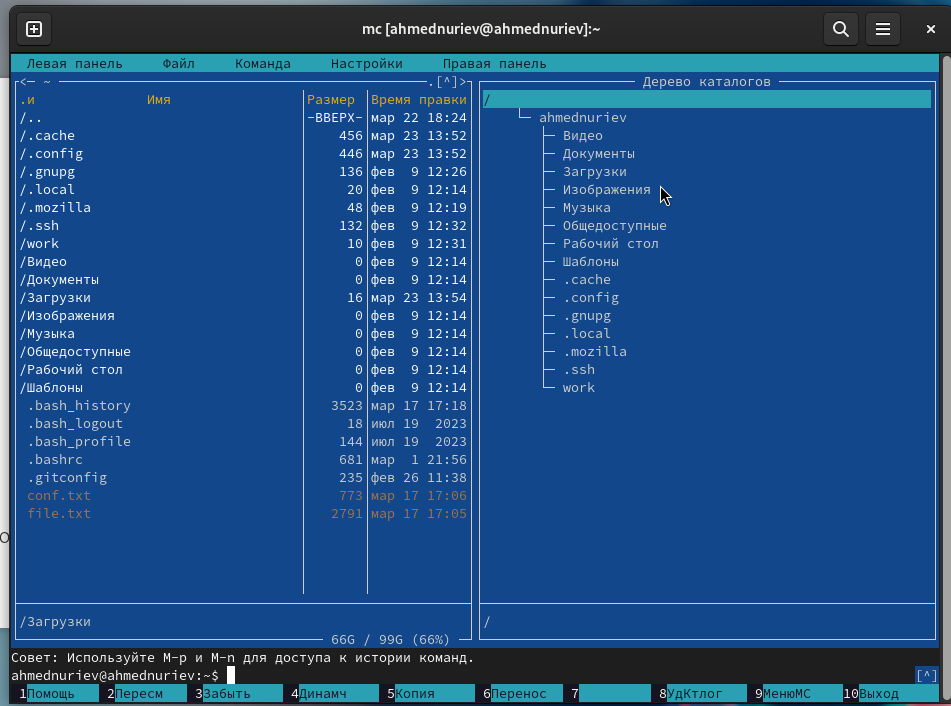 mc [ahmednuriev@ahmednuriev]:~
Левая панель Файл Команда Настройки Правая панель
<─ ~ .[^]>
.и Имя Размер Время правки
/.. -ВВЕРХ- мар 22 18:24
/.cache 456 мар 23 13:52
/.config 446 мар 23 13:52
/.gnupg 136 фев 9 12:26
/.local 20 фев 9 12:14
/.mozilla 48 фев 9 12:19
/.ssh 132 фев 9 12:32
/work 10 фев 9 12:31
/Видео 0 фев 9 12:14
/Документы 0 фев 9 12:14
/Загрузки 16 мар 23 13:54
/Изображения 0 фев 9 12:14
/Музыка 0 фев 9 12:14
/Общедоступные 0 фев 9 12:14
/Рабочий стол 0 фев 9 12:14
/Шаблоны 0 фев 9 12:14
.bash_history 3523 мар 17 17:18
.bash_logout 18 июл 19 2023
.bash_profile 144 июл 19 2023
.bashrc 681 мар 1 21:56
.gitconfig 235 фев 26 11:38
conf.txt 773 мар 17 17:06
file.txt 2791 мар 17 17:05
/Загрузки
66G / 99G (66%)
Дерево каталогов
/
ahmednuriev
Видео
Документы
Загрузки
Изображения
Музыка
Общедоступные
Рабочий стол
Шаблоны
.cache
.config
.gnupg
.local
.mozilla
.ssh
work
/
Совет: Используйте M-p и M-n для доступа к истории команд.
ahmednuriev@ahmednuriev:~$ [^]
1Помощь 2Пересм 3Забыть 4Динамч 5Копия 6Перенос 7 8УдКтлог 9МенюMC 10Выход